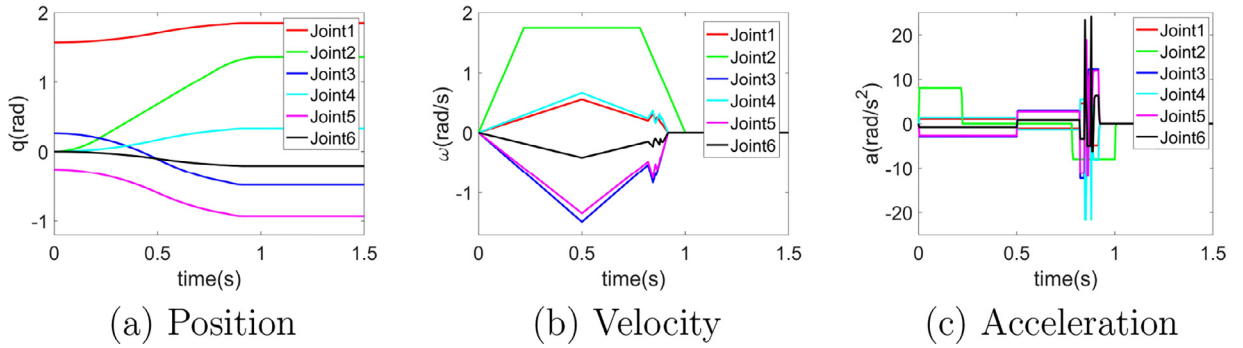 q(rad)
2
1
0
-1
0
0.5
1
1.5
time(s)
Joint1
Joint2
Joint3
Joint4
Joint5
Joint6
(a) Position
ω(rad/s)
2
1
0
-1
0
0.5
1
1.5
time(s)
Joint1
Joint2
Joint3
Joint4
Joint5
Joint6
(b) Velocity
a(rad/s²)
20
10
0
-10
-20
0
0.5
1
1.5
time(s)
Joint1
Joint2
Joint3
Joint4
Joint5
Joint6
(c) Acceleration